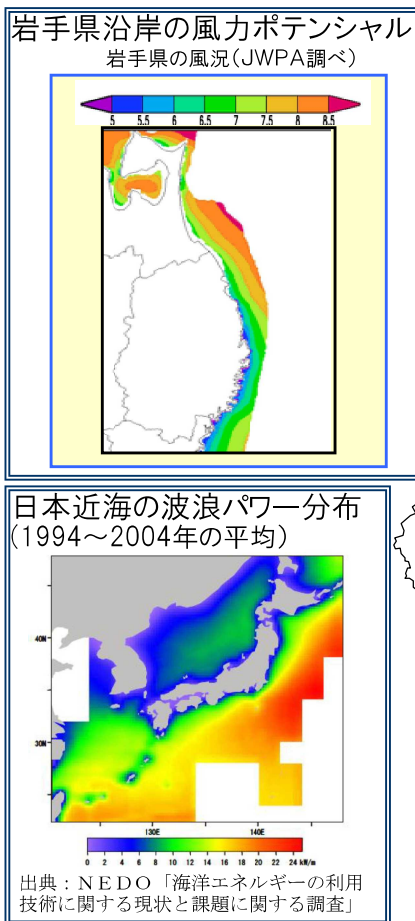 岩手県沿岸の風力ポテンシャル
岩手県の風況(JWPA調べ)
5 5.5 6 6.5 7 7.5 8 8.5
日本近海の波浪パワー分布
(1994～2004年の平均)
40N
30N
130E 140E
0 2 4 6 8 10 12 14 16 18 20 22 24 kW/m
出典：ＮＥＤＯ「海洋エネルギーの利用
技術に関する現状と課題に関する調査」